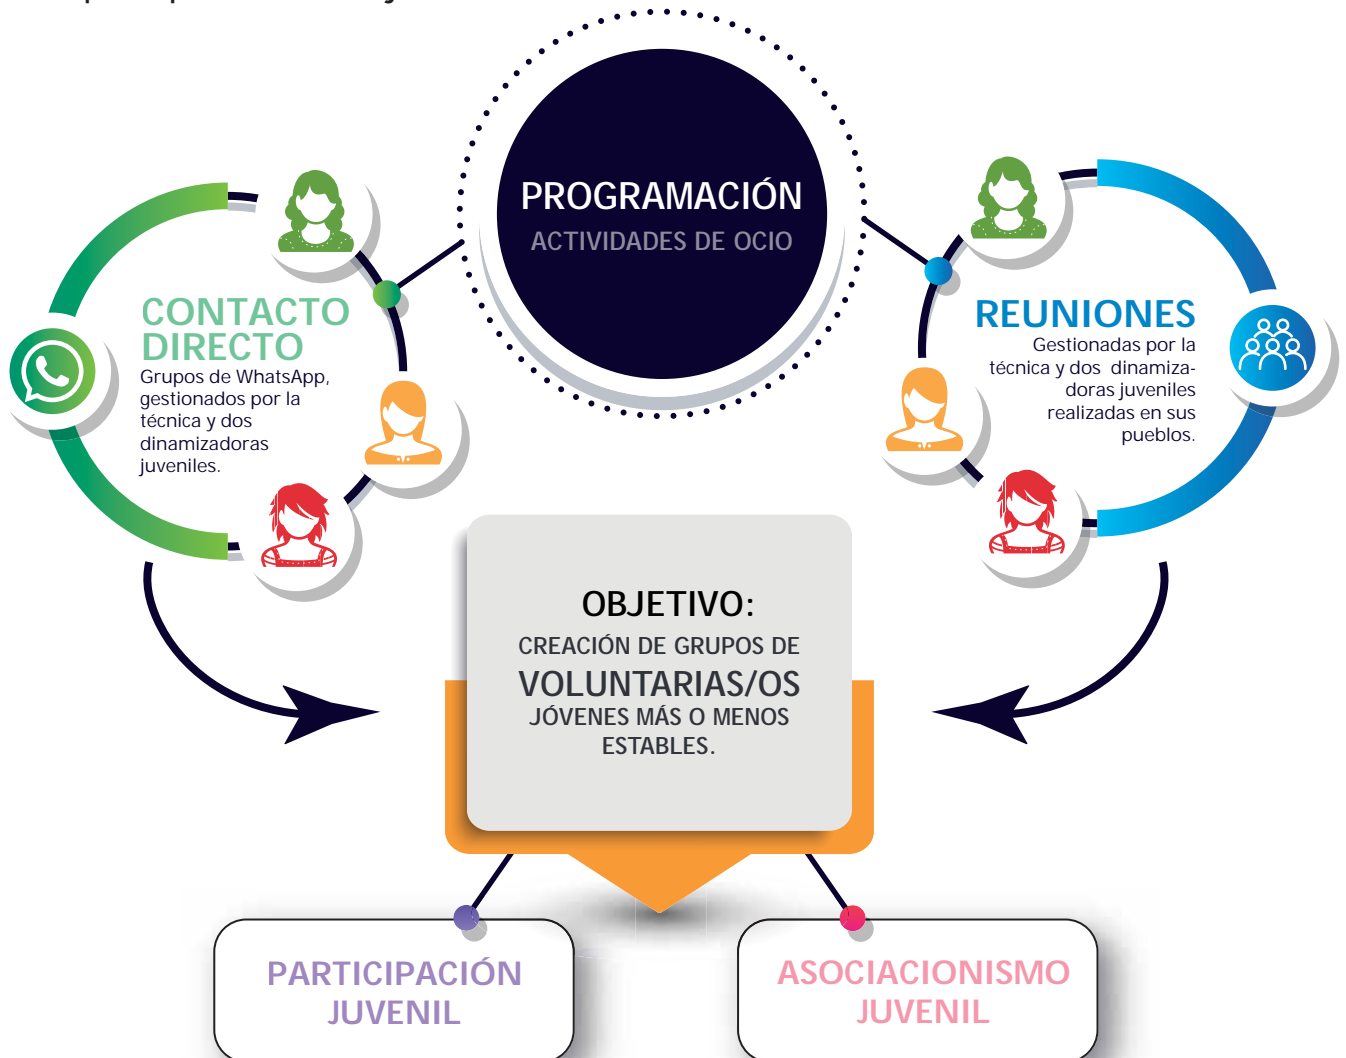 PROGRAMACIÓN
ACTIVIDADES DE OCIO
CONTACTO
DIRECTO
Grupos de WhatsApp,
gestionados por la
técnica y dos
dinamizadoras
juveniles.
REUNIONES
Gestionadas por la
técnica y dos dinamiza-
doras juveniles
realizadas en sus
pueblos.
OBJETIVO:
CREACIÓN DE GRUPOS DE
VOLUNTARIAS/OS
JÓVENES MÁS O MENOS
ESTABLES.
PARTICIPACIÓN
JUVENIL
ASOCIACIONISMO
JUVENIL